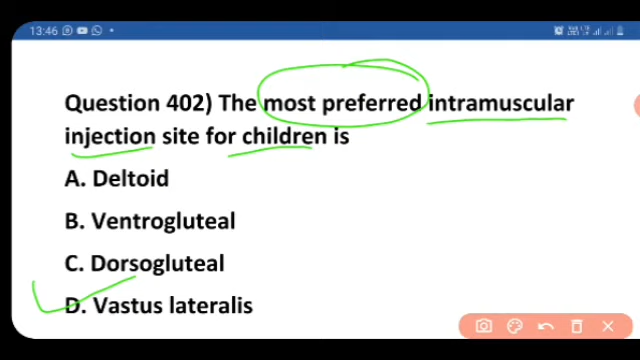 13:46
Question 402) The most preferred intramuscular
injection site for children is
A. Deltoid
B. Ventrogluteal
C. Dorsogluteal
D. Vastus lateralis